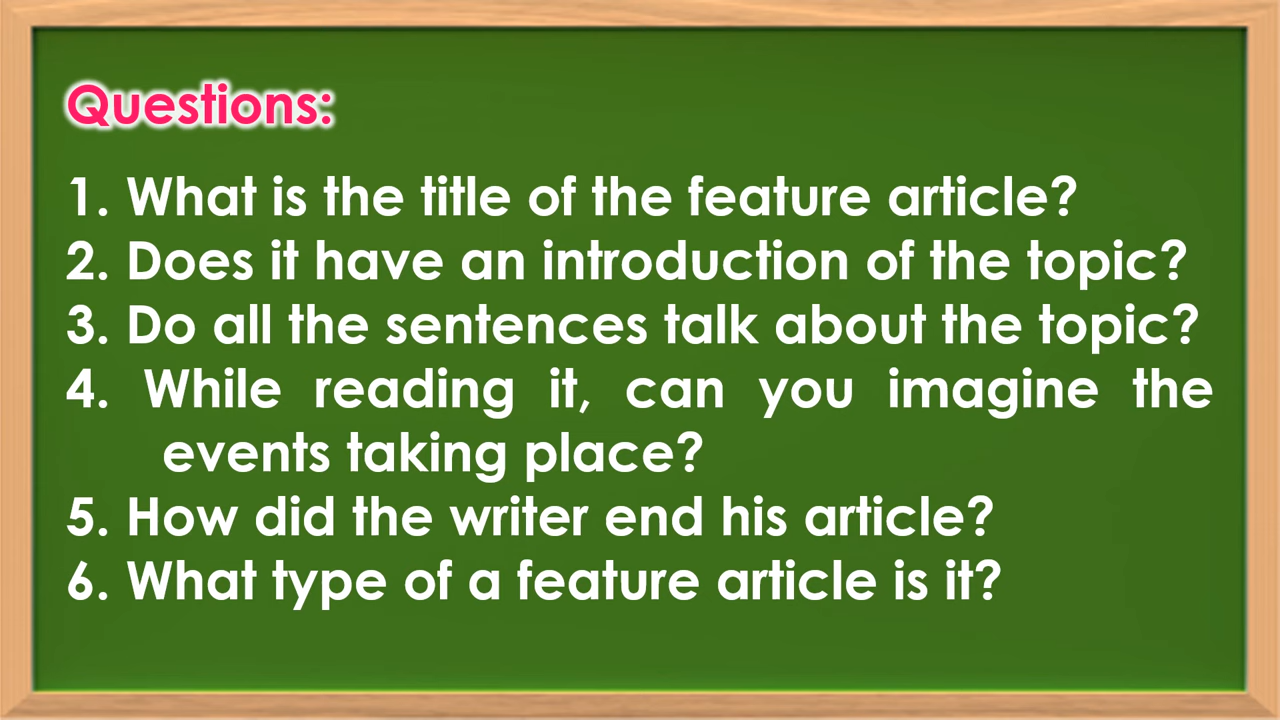 Questions:
1. What is the title of the feature article?
2. Does it have an introduction of the topic?
3. Do all the sentences talk about the topic?
4. While reading it, can you imagine the
events taking place?
5. How did the writer end his article?
6. What type of a feature article is it?